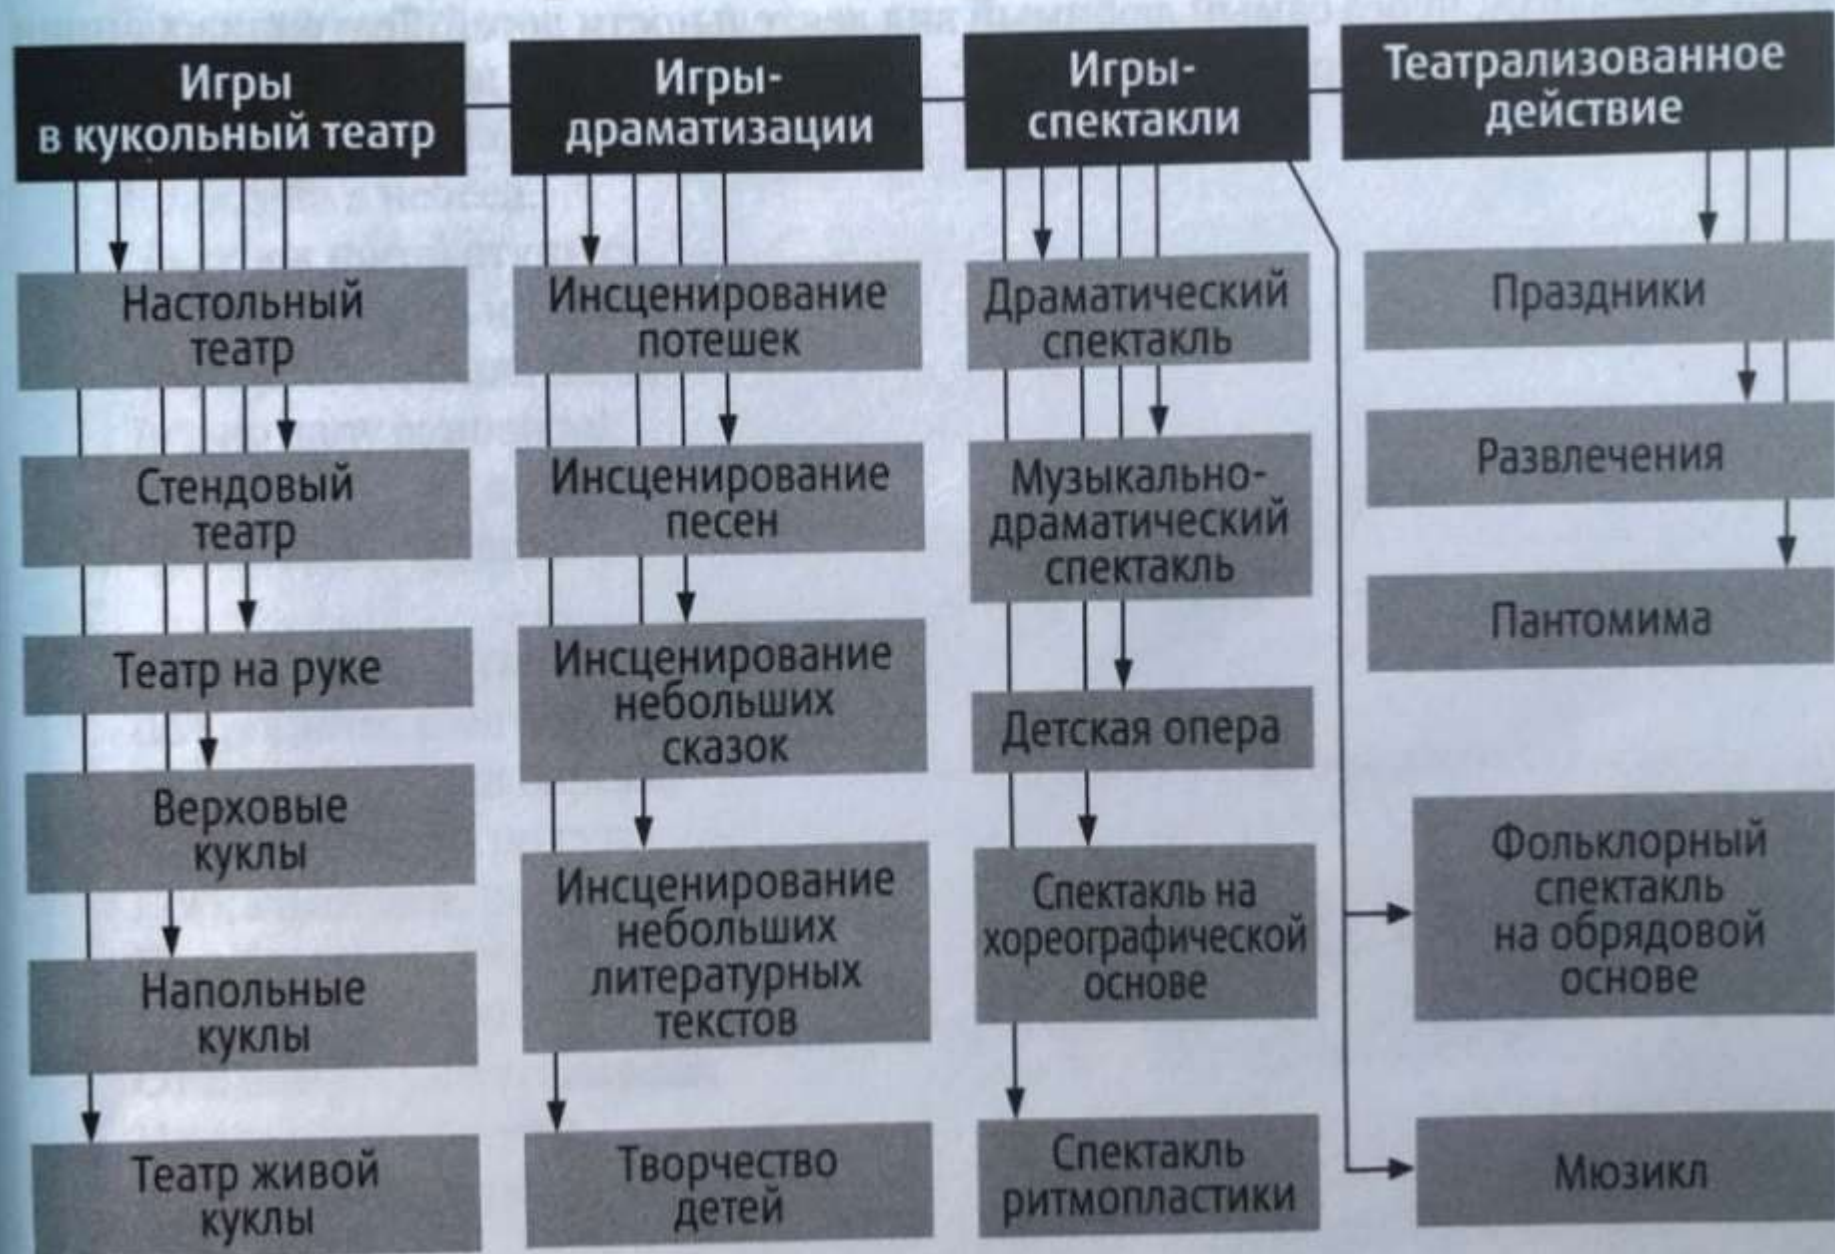 Игры
в кукольный театр
Игры-
драматизации
Игры-
спектакли
Театрализованное
действие
Настольный
театр
Стендовый
театр
Театр на руке
Верховые
куклы
Напольные
куклы
Театр живой
куклы
Инсценирование
потешек
Инсценирование
песен
Инсценирование
небольших
сказок
Инсценирование
небольших
литературных
текстов
Творчество
детей
Драматический
спектакль
Музыкально-
драматический
спектакль
Детская опера
Спектакль на
хореографической
основе
Спектакль
ритмопластики
Праздники
Развлечения
Пантомима
Фольклорный
спектакль
на обрядовой
основе
Мюзикл